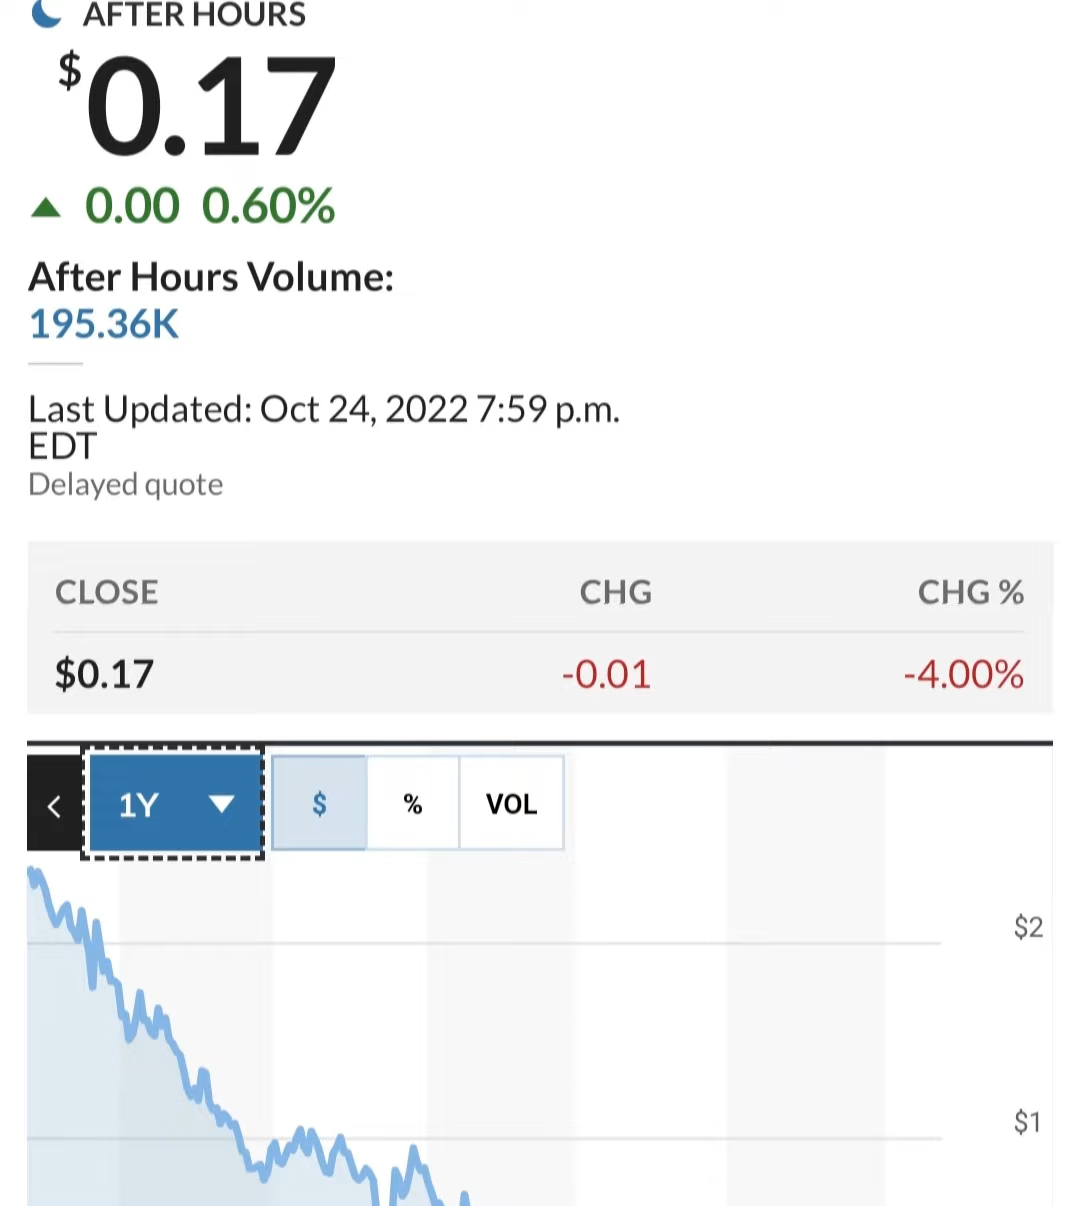 AFTER HOURS
$0.17
0.00 0.60%
After Hours Volume:
195.36K
Last Updated: Oct 24, 2022 7:59 p.m.
EDT
Delayed quote
CLOSE CHG CHG %
$0.17 -0.01 -4.00%
1Y $ % VOL
$2
$1